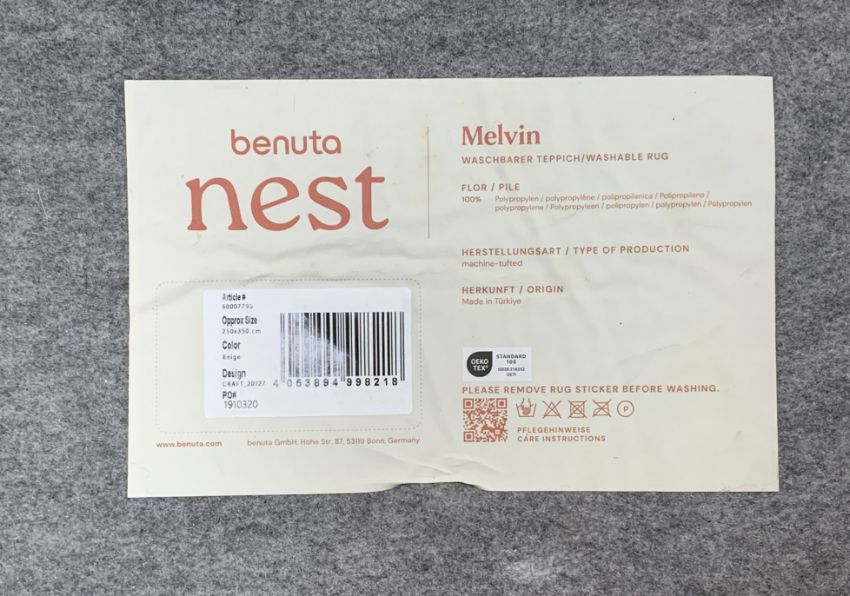 benuta
nest
Melvin
WASCHBARER TEPPICH/WASHABLE RUG
FLOR / PILE
100% Polypropylen / polypropylène / polipropilenica / Polipropileno /
polypropylene / Polypropyleen / polipropylen / polypropylen / Polypropylen
HERSTELLUNGSART / TYPE OF PRODUCTION
machine-tufted
HERKUNFT / ORIGIN
Made in Türkiye
Article #
60007795
Opprox Size
250x350 cm
Color
Beige
Design
CRAFT_20127
PO#
1910320
4 053894 998218
OEKO
TEX®
STANDARD
100
PLEASE REMOVE RUG STICKER BEFORE WASHING.
P
PFLEGEHINWEISE
CARE INSTRUCTIONS
www.benuta.com
benuta GmbH, Hohe Str. 87, 53119 Bonn, Germany